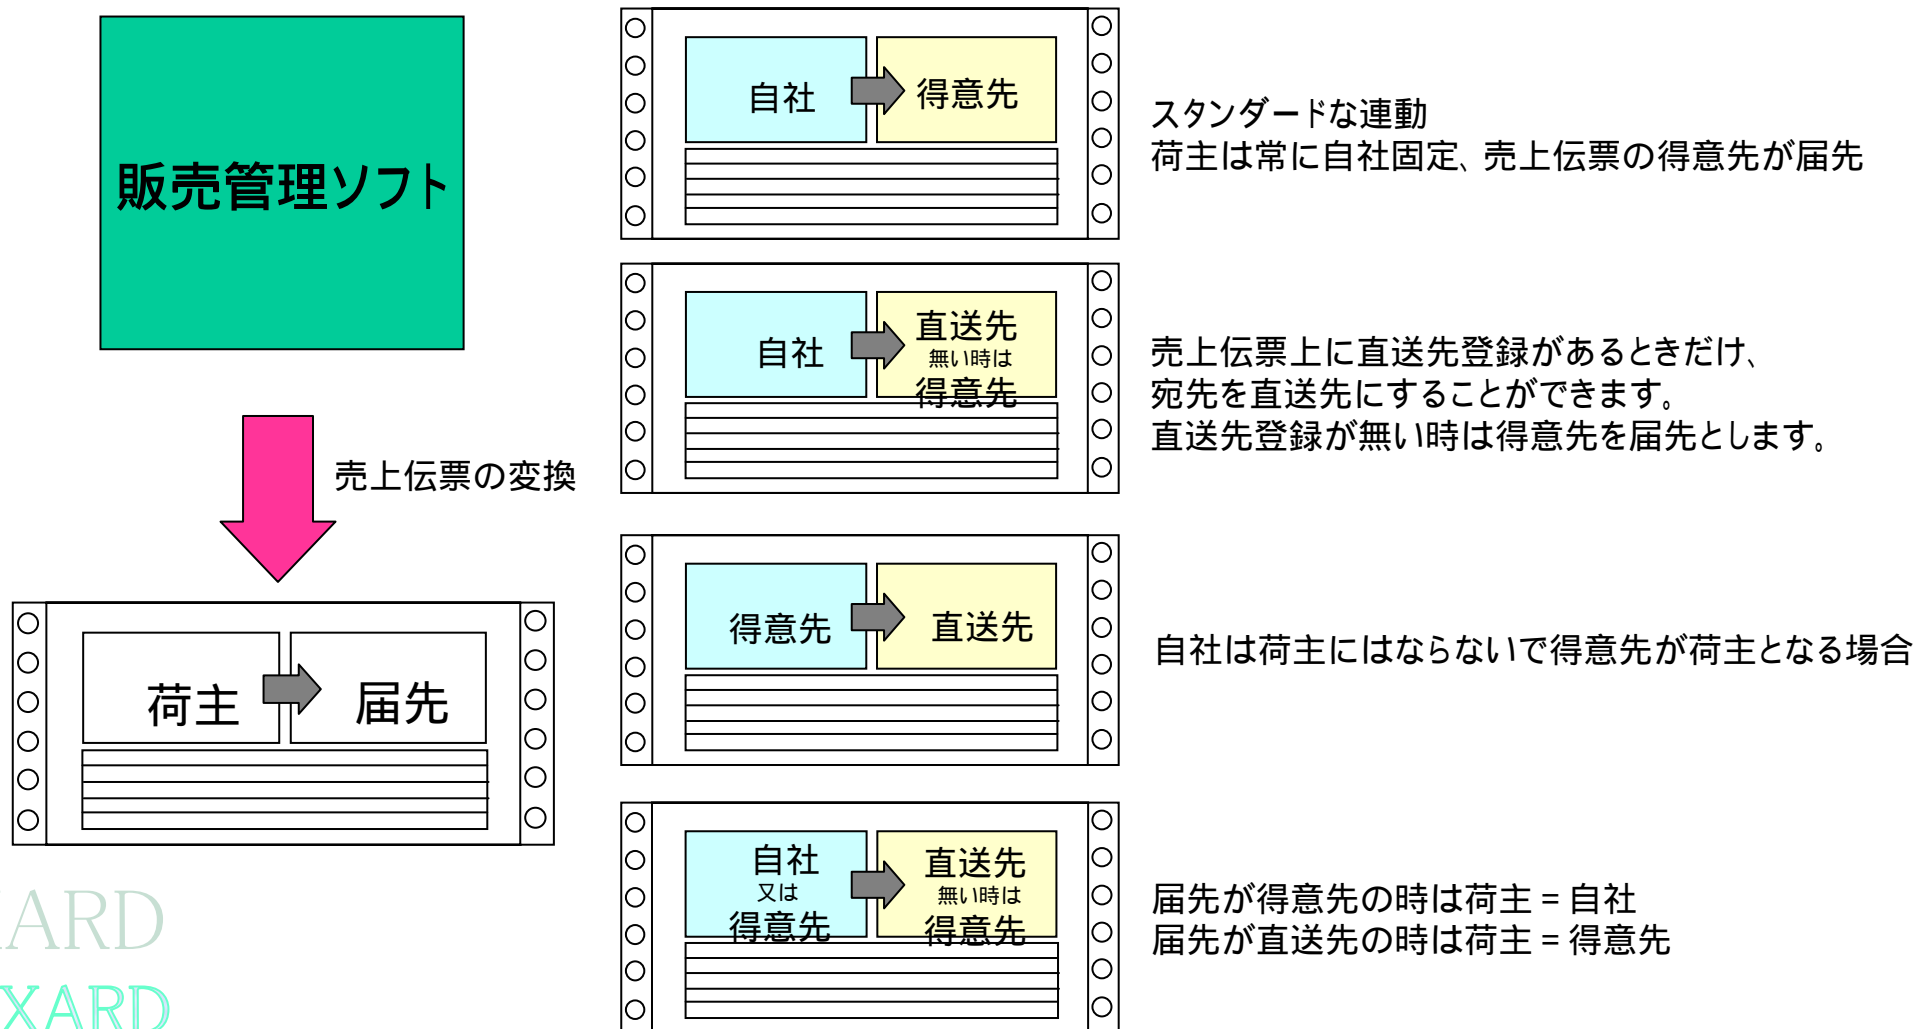 販売管理ソフト
売上伝票の変換
荷主
届先
自社
得意先
スタンダードな連動
荷主は常に自社固定、売上伝票の得意先が届先
自社
直送先
無い時は
得意先
売上伝票上に直送先登録があるときだけ、
宛先を直送先にすることができます。
直送先登録が無い時は得意先を届先とします。
得意先
直送先
自社は荷主にはならないで得意先が荷主となる場合
自社
又は
得意先
直送先
無い時は
得意先
届先が得意先の時は荷主 = 自社
届先が直送先の時は荷主 = 得意先
ARD
XARD